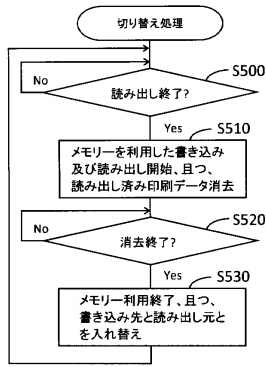 切り替え処理
S500
No
読み出し終了?
Yes
S510
メモリーを利用した書き込み
及び読み出し開始、且つ、
読み出し済み印刷データ消去
S520
No
消去終了?
Yes
S530
メモリー利用終了、且つ、
書き込み先と読み出し元と
を入れ替え